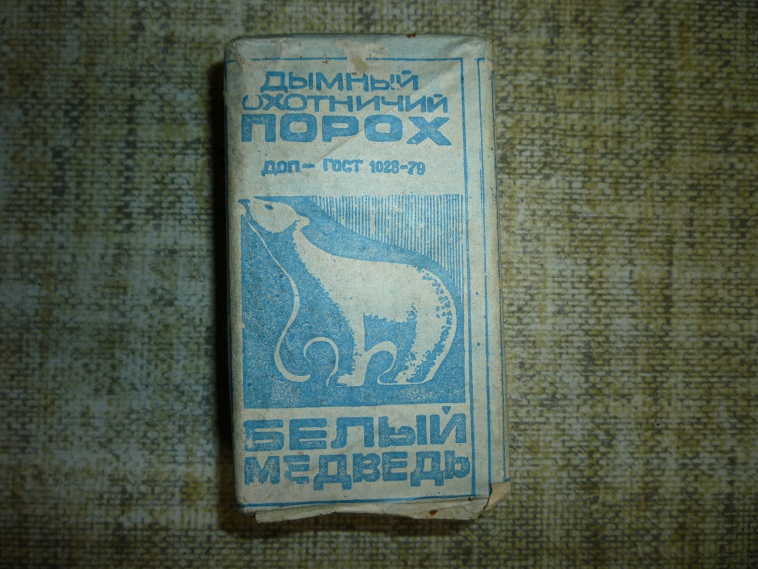 ДЫМНЫЙ
ОХОТНИЧИЙ
ПОРОХ
ДОП- ГОСТ 1028-79
БЕЛЫЙ
МЕДВЕДЬ